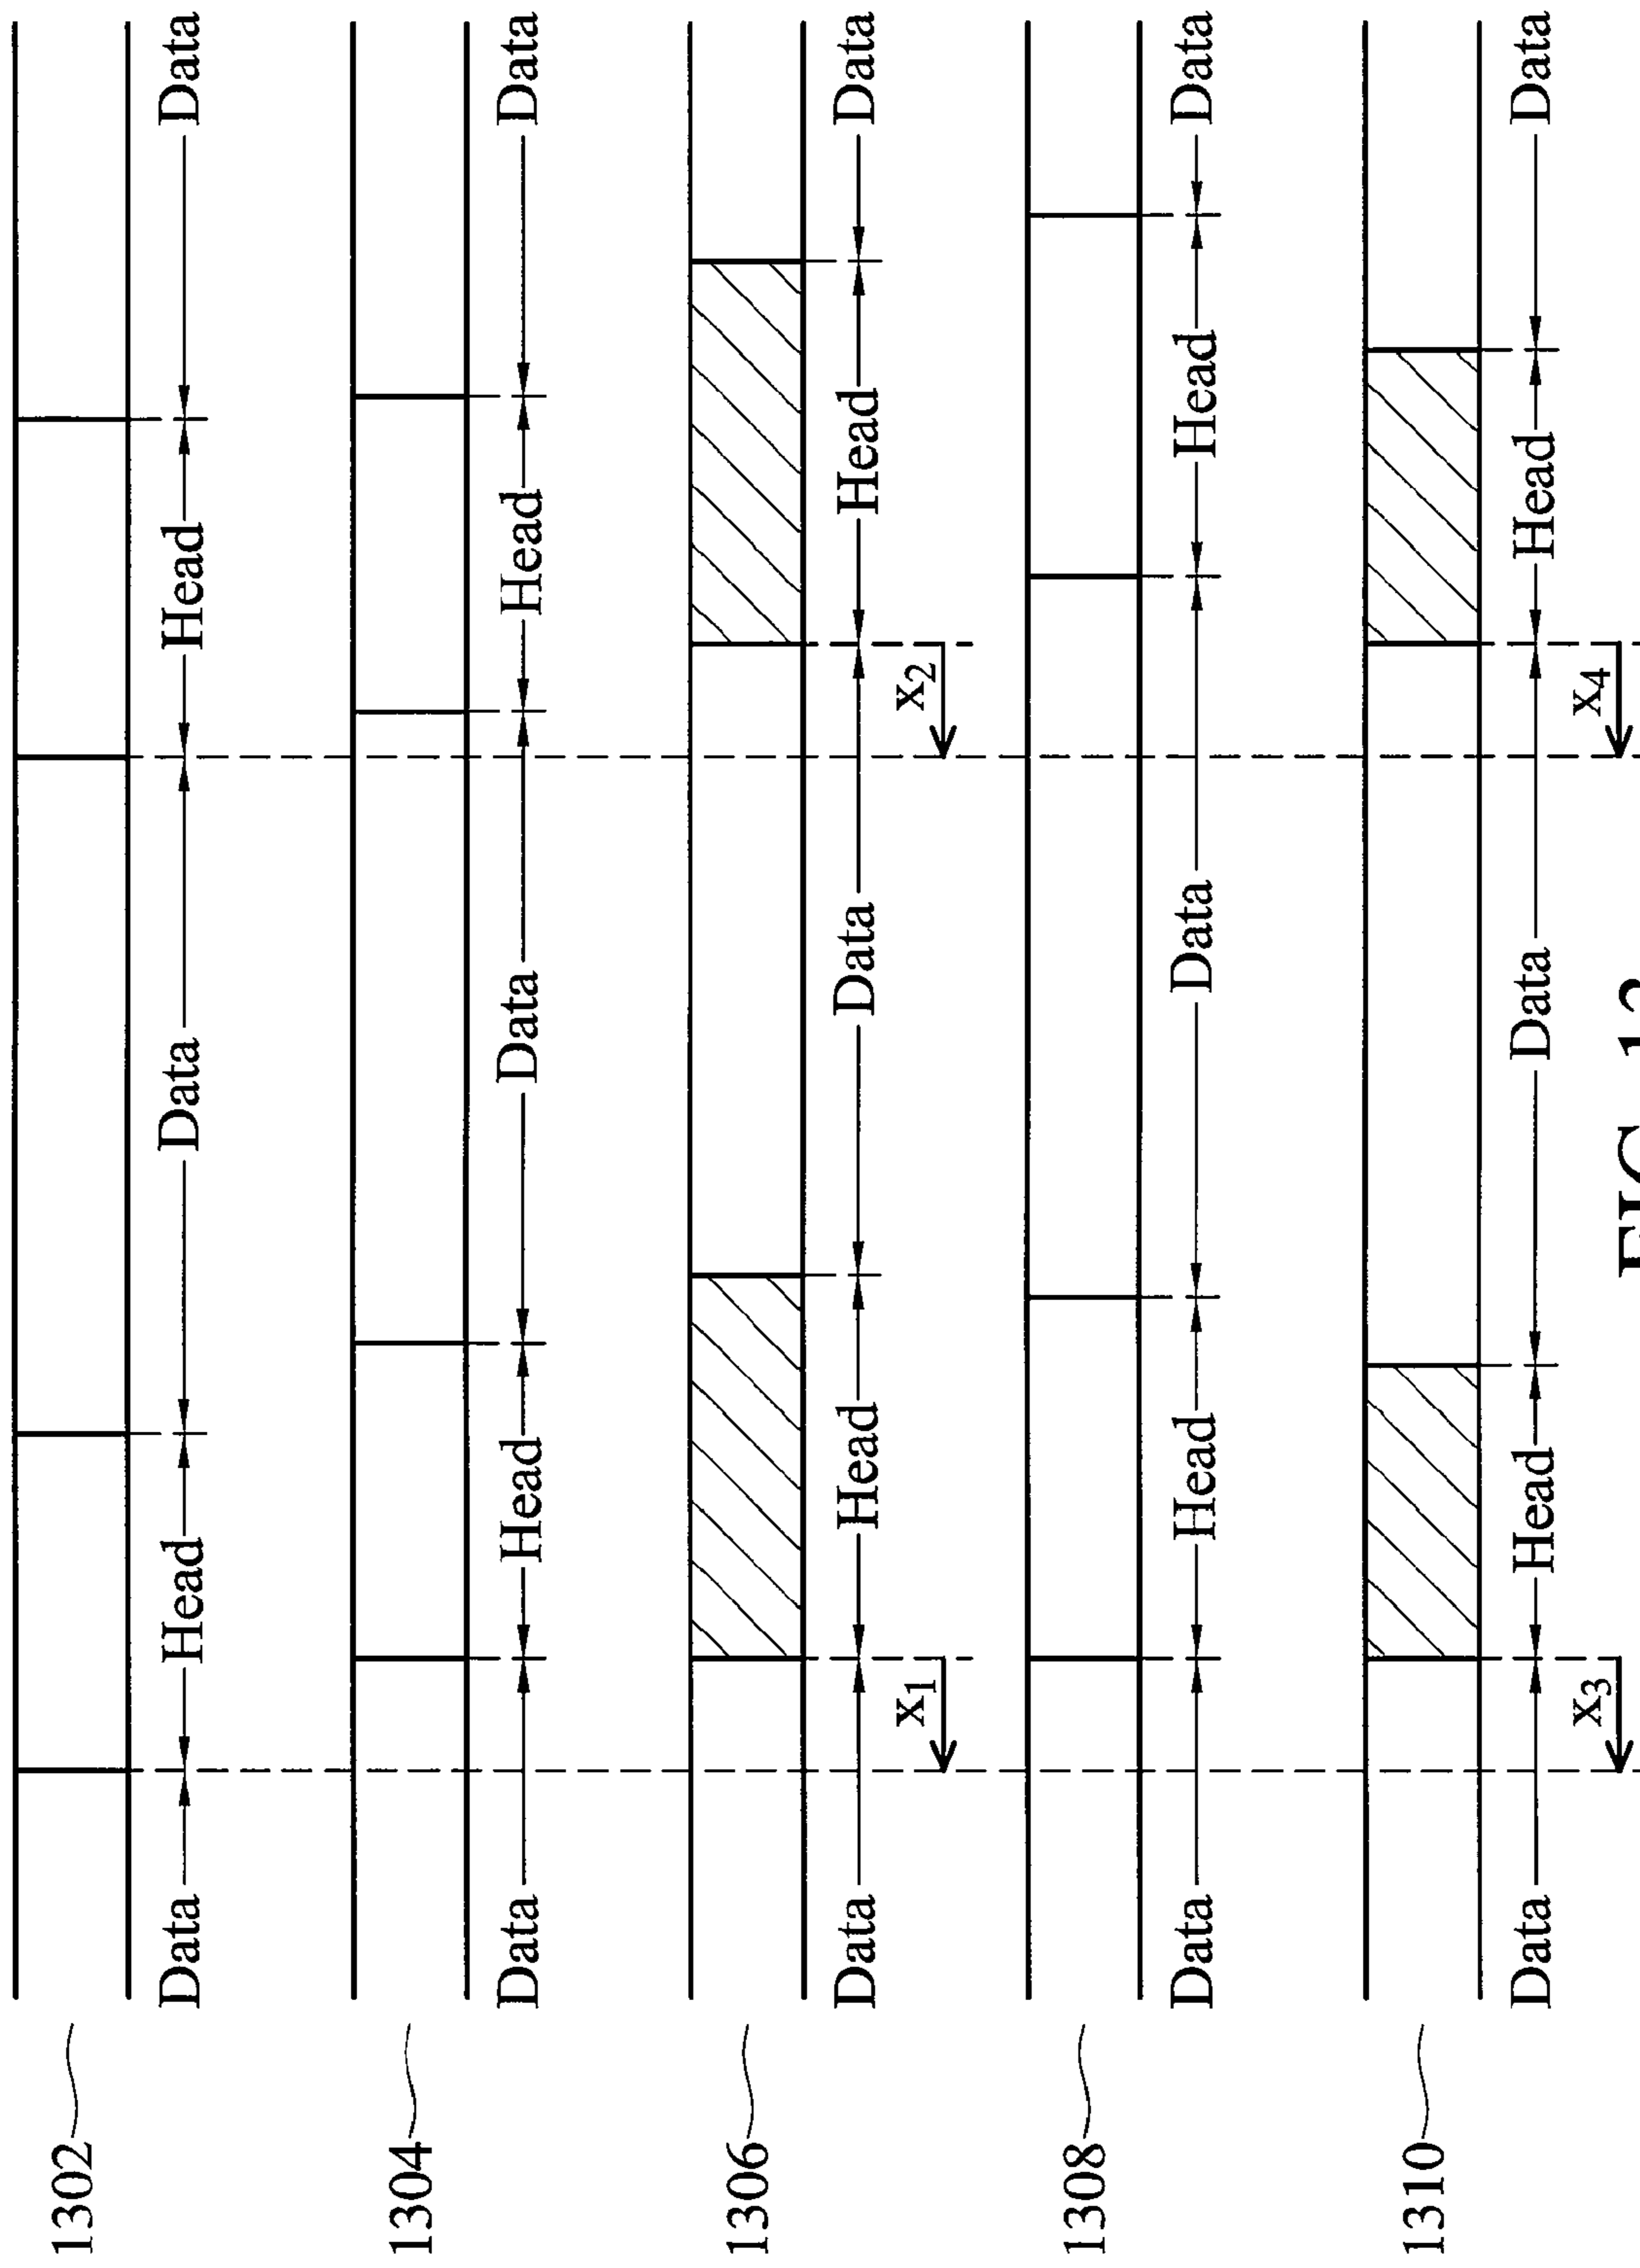 1302
Data Head Data Head Data
1304
Data Head Data Head Data
1306
Data Head Data Head Data
x1 x2
1308
Data Head Data Head Data
1310
Data Head Data Head Data
x3 x4
FIG